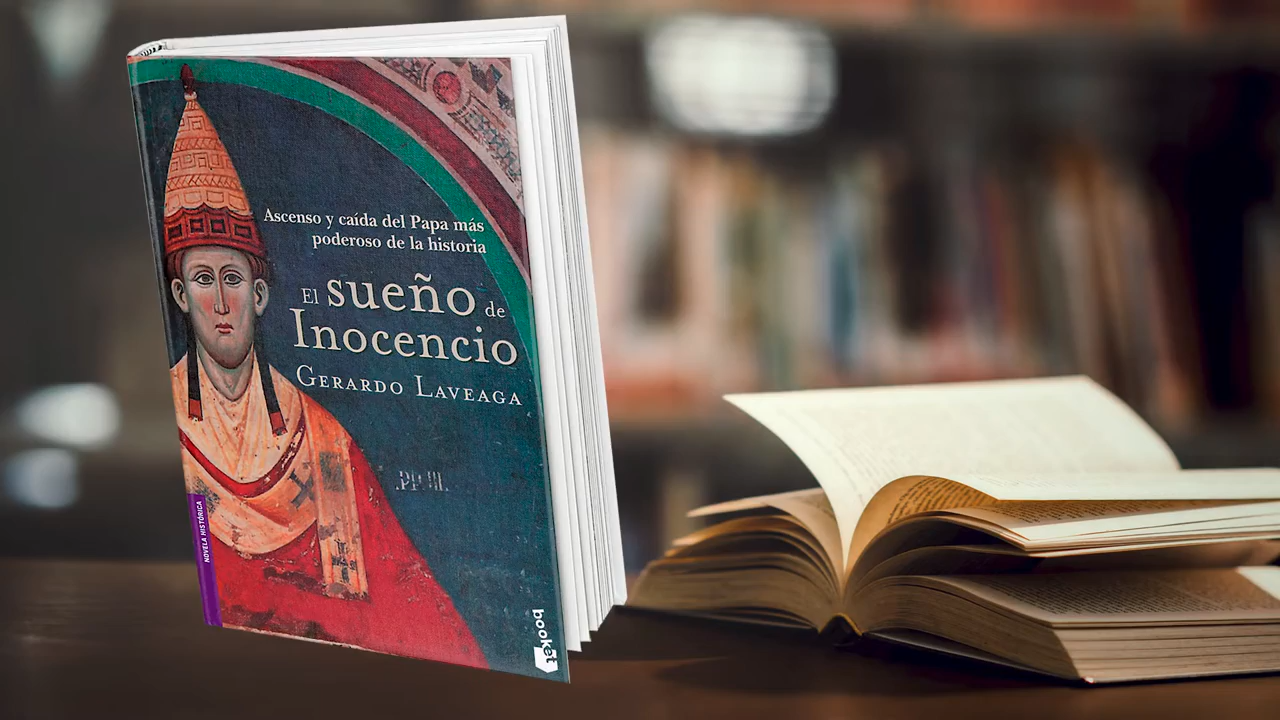 Ascenso y caída del Papa más
poderoso de la historia
El sueño de
Inocencio
GERARDO LAVEAGA
NOVELA HISTÓRICA
booket